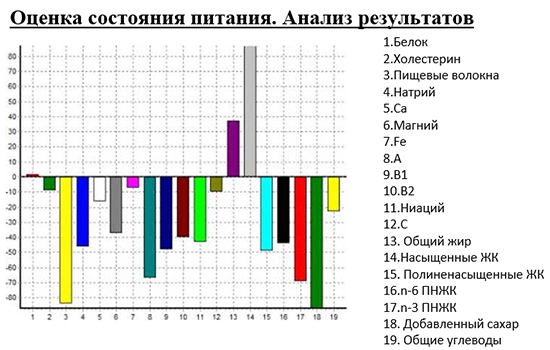 Оценка состояния питания. Анализ результатов
80
70
60
50
40
30
20
10
0
-10
-20
-30
-40
-50
-60
-70
-80
1 2 3 4 5 6 7 8 9 10 11 12 13 14 15 16 17 18 19
1.Белок
2.Холестерин
3.Пищевые волокна
4.Натрий
5.Ca
6.Магний
7.Fe
8.A
9.B1
10.B2
11.Ниаций
12.C
13. Общий жир
14.Насыщенные ЖК
15. Полиненасыщенные ЖК
16.n-6 ПНЖК
17.n-3 ПНЖК
18. Добавленный сахар
19. Общие углеводы